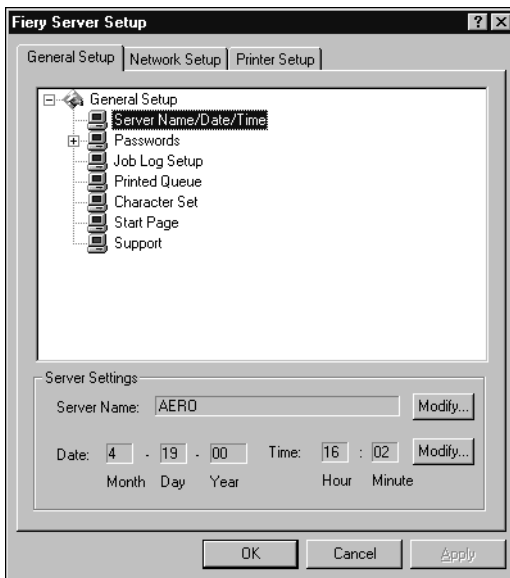 Fiery Server Setup
General Setup Network Setup Printer Setup
General Setup
Server Name/Date/Time
Passwords
Job Log Setup
Printed Queue
Character Set
Start Page
Support
Server Settings
Server Name: AERO Modify...
Date: 4 - 19 - 00 Time: 16 : 02 Modify...
Month Day Year Hour Minute
OK Cancel Apply